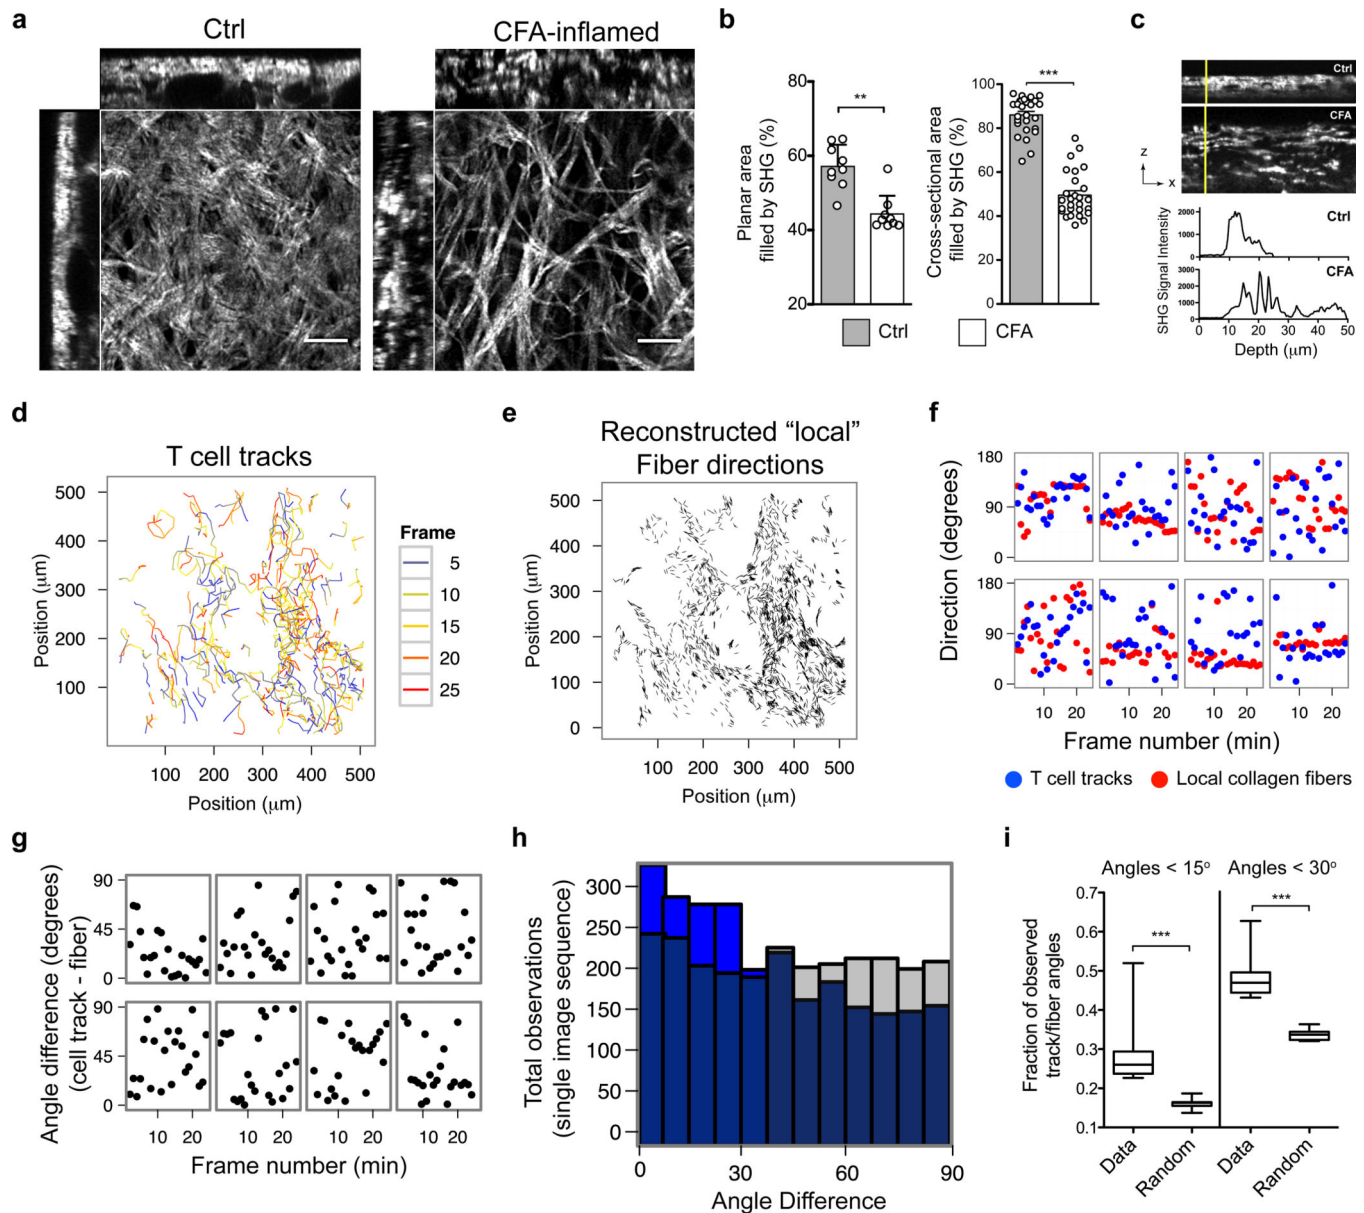 a
Ctrl
CFA-inflamed
b
Planar area
filled by SHG (%)
80
60
40
20
**
Cross-sectional area
filled by SHG (%)
100
80
60
40
20
0
***
Ctrl
CFA
c
Ctrl
CFA
z
x
SHG Signal Intensity
2000
1000
0
Ctrl
3000
2000
1000
0
CFA
0 10 20 30 40 50
Depth (µm)
d
T cell tracks
Position (µm)
500
400
300
200
100
100 200 300 400 500
Position (µm)
Frame
5
10
15
20
25
e
Reconstructed “local”
Fiber directions
Position (µm)
500
400
300
200
100
0
100 200 300 400 500
Position (µm)
f
Direction (degrees)
180
90
0
180
90
0
10 20 10 20 10 20 10 20
Frame number (min)
T cell tracks
Local collagen fibers
g
Angle difference (degrees)
(cell track - fiber)
90
45
0
90
45
0
10 20 10 20 10 20 10 20
Frame number (min)
h
Total observations
(single image sequence)
300
250
200
150
100
50
0
0 30 60 90
Angle Difference
i
Angles < 15°
Angles < 30°
Fraction of observed
track/fiber angles
0.7
0.5
0.3
0.2
0.1
***
***
Data
Random
Data
Random